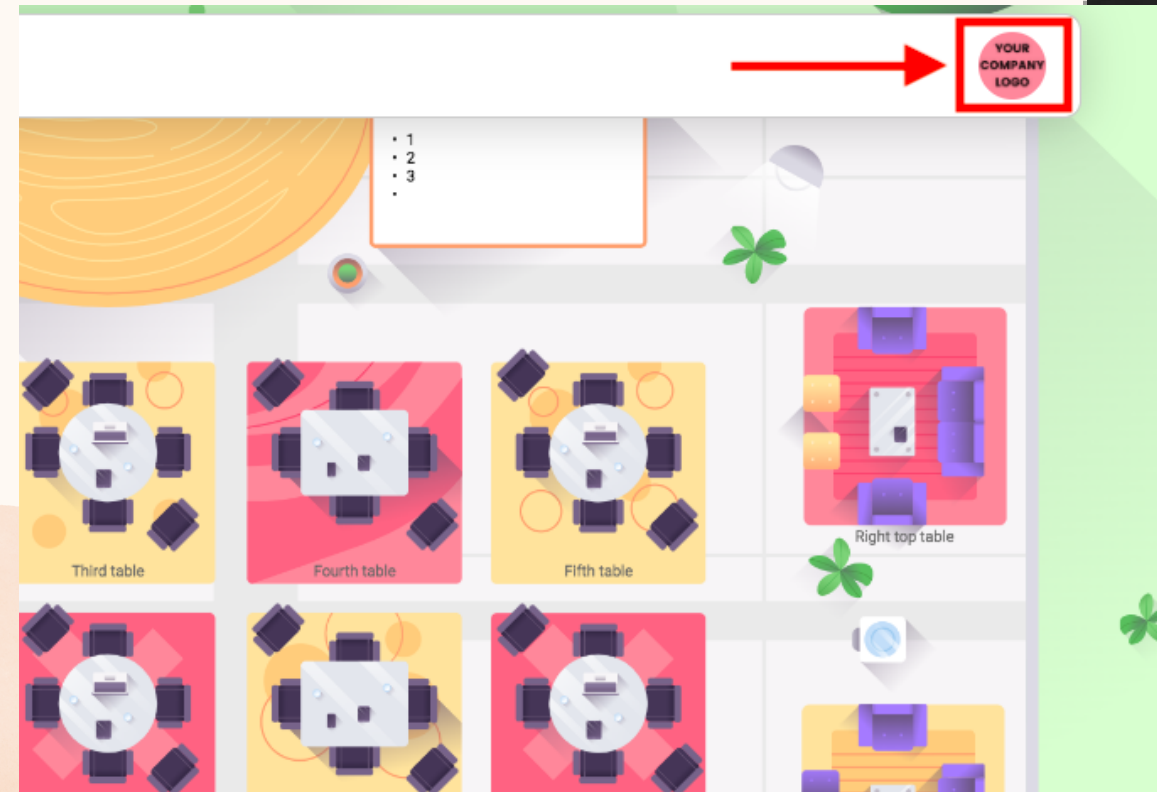 YOUR
COMPANY
LOGO
· 1
· 2
· 3
·
Right top table
Third table
Fourth table
Fifth table